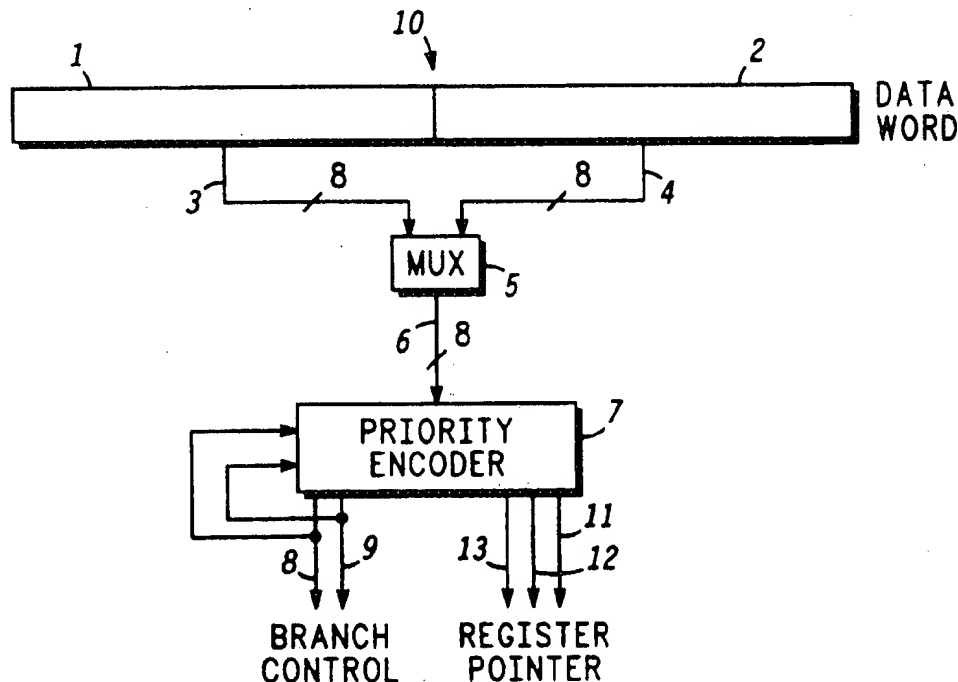 10
1
2
DATA
WORD
3
8
8
4
MUX
5
6
8
PRIORITY
ENCODER
7
8
9
13
12
11
BRANCH
CONTROL
REGISTER
POINTER